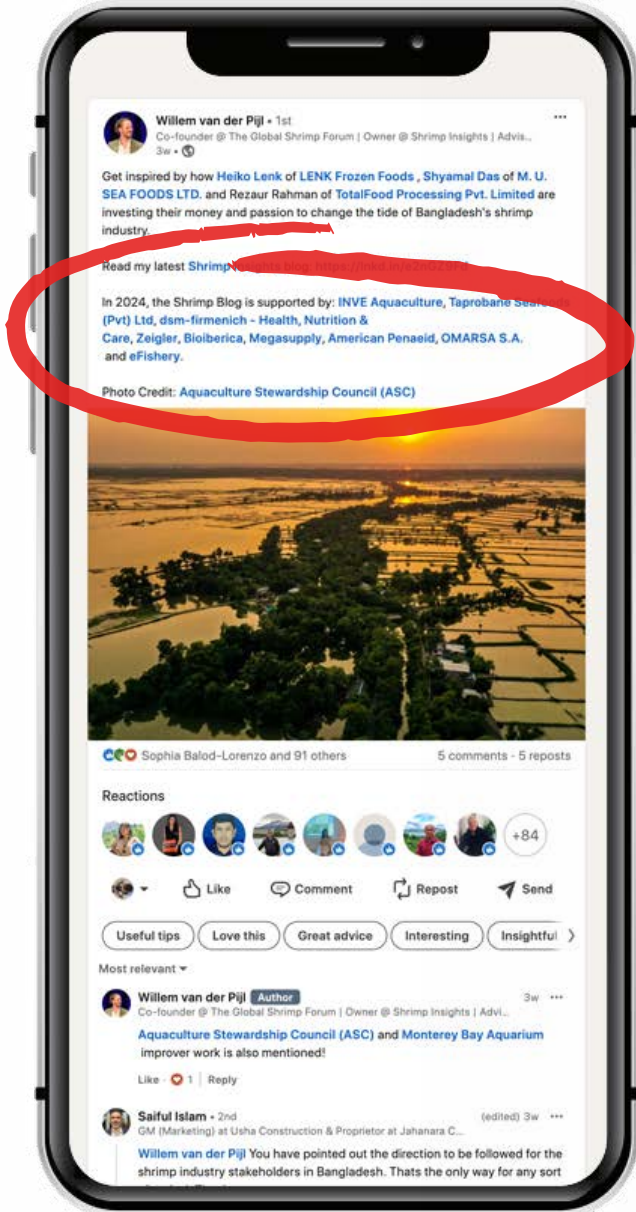 Willem van der Pijl • 1st
Co-founder @ The Global Shrimp Forum | Owner @ Shrimp Insights | Advis...
3w •
Get inspired by how Heiko Lenk of LENK Frozen Foods , Shyamal Das of M. U.
SEA FOODS LTD. and Rezaur Rahman of TotalFood Processing Pvt. Limited are
investing their money and passion to change the tide of Bangladesh's shrimp
industry.
Read my latest Shrimp Insights blog:
In 2024, the Shrimp Blog is supported by: INVE Aquaculture, Taprobane Seafoods
(Pvt) Ltd, dsm-firmenich - Health, Nutrition &
Care, Zeigler, Bioiberica, Megasupply, American Penaeid, OMARSA S.A.
and eFishery.
Photo Credit: Aquaculture Stewardship Council (ASC)
Sophia Balod-Lorenzo and 91 others 5 comments · 5 reposts
Reactions
+84
Like Comment Repost Send
Useful tips Love this Great advice Interesting Insightful
Most relevant
Willem van der Pijl Author 3w
Co-founder @ The Global Shrimp Forum | Owner @ Shrimp Insights | Advi...
Aquaculture Stewardship Council (ASC) and Monterey Bay Aquarium
improver work is also mentioned!
Like · 1 | Reply
Saiful Islam • 2nd (edited) 3w
GM (Marketing) at Usha Construction & Proprietor at Jahanara C...
Willem van der Pijl You have pointed out the direction to be followed for the
shrimp industry stakeholders in Bangladesh. Thats the only way for any sort